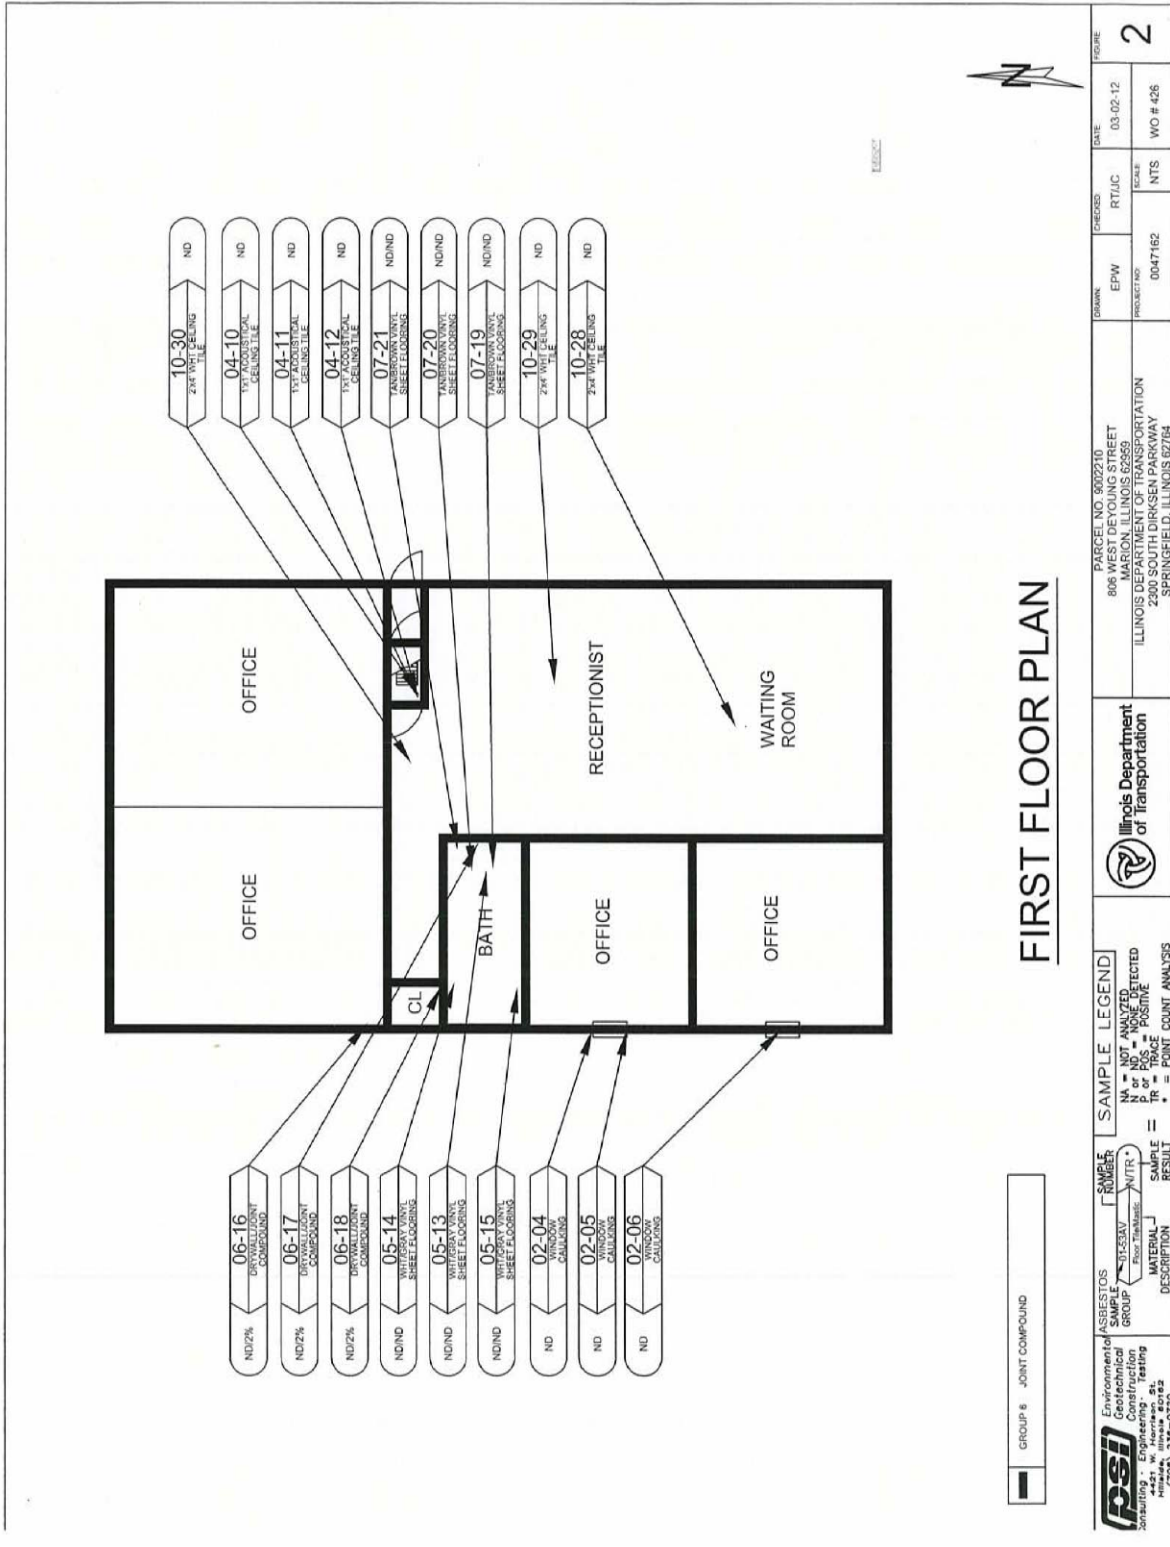 10-30
2'x4' WHT CEILING
TILE
ND
04-10
1'x1' ACOUSTICAL
CEILING TILE
ND
04-11
1'x1' ACOUSTICAL
CEILING TILE
ND
04-12
1'x1' ACOUSTICAL
CEILING TILE
ND
07-21
TAN/BROWN VINYL
SHEET FLOORING
ND/ND
07-20
TAN/BROWN VINYL
SHEET FLOORING
ND/ND
07-19
TAN/BROWN VINYL
SHEET FLOORING
ND/ND
10-29
2'x4' WHT CEILING
TILE
ND
10-28
2'x4' WHT CEILING
TILE
ND
N
OFFICE
OFFICE
CL
BATH
RECEPTIONIST
OFFICE
WAITING
ROOM
OFFICE
ND/2%
06-16
DRYWALL/JOINT
COMPOUND
ND/2%
06-17
DRYWALL/JOINT
COMPOUND
ND/2%
06-18
DRYWALL/JOINT
COMPOUND
ND/ND
05-14
WHT/GRAY VINYL
SHEET FLOORING
ND/ND
05-13
WHT/GRAY VINYL
SHEET FLOORING
ND/ND
05-15
WHT/GRAY VINYL
SHEET FLOORING
ND
02-04
WINDOW
CAULKING
ND
02-05
WINDOW
CAULKING
ND
02-06
WINDOW
CAULKING
FIRST FLOOR PLAN
GROUP 6 JOINT COMPOUND
psi
Environmental
Geotechnical
Construction
Consulting · Engineering · Testing
4421 W. Harrison St.
Hillside, Illinois 60162
ASBESTOS
SAMPLE
GROUP
SAMPLE
NUMBER
01-53AV
Floor Tile/Mastic
N/TR *
MATERIAL
DESCRIPTION
SAMPLE
RESULT
=
SAMPLE LEGEND
NA = NOT ANALYZED
N or ND = NONE DETECTED
P or POS = POSITIVE
TR = TRACE
* = POINT COUNT ANALYSIS
Illinois Department
of Transportation
PARCEL NO. 9002210
806 WEST DEYOUNG STREET
MARION, ILLINOIS 62959
ILLINOIS DEPARTMENT OF TRANSPORTATION
2300 SOUTH DIRKSEN PARKWAY
SPRINGFIELD, ILLINOIS 62764
DRAWN:
EPW
CHECKED:
RT/JC
DATE:
03-02-12
FIGURE
2
PROJECT NO:
0047162
SCALE:
NTS
WO # 426